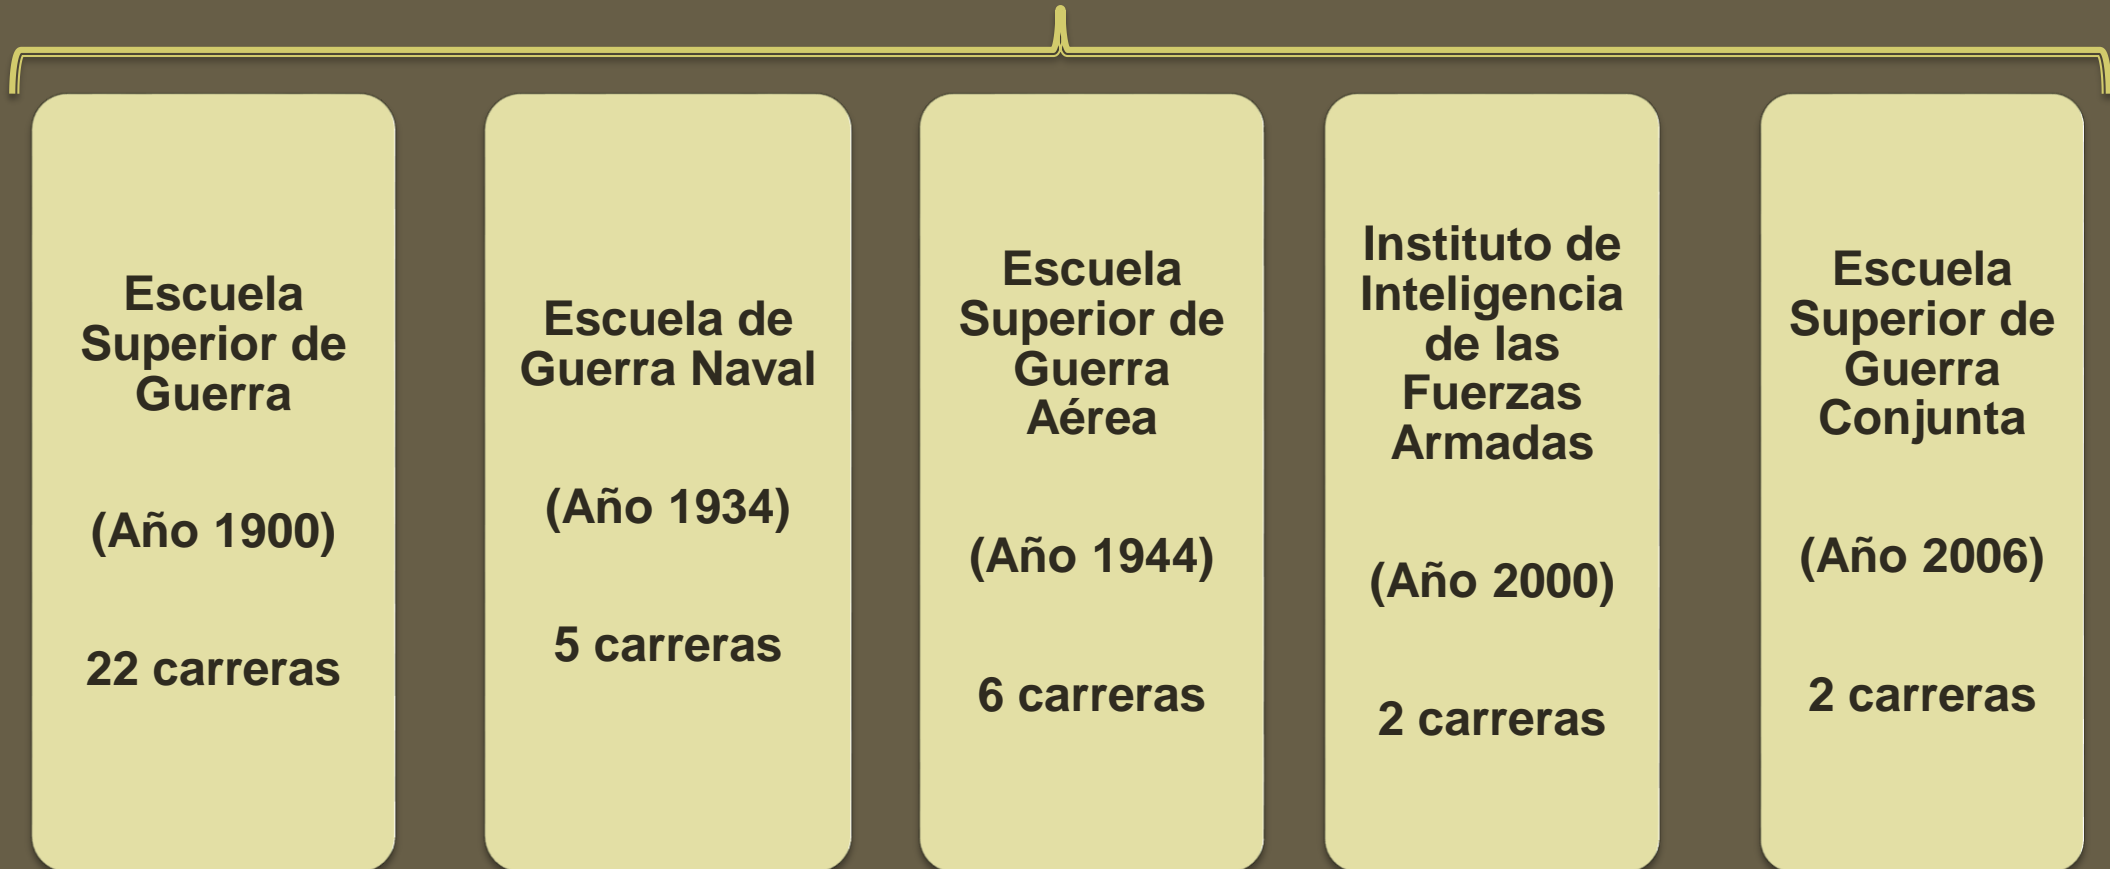 Escuela
Superior de
Guerra
(Año 1900)
22 carreras
Escuela de
Guerra Naval
(Año 1934)
5 carreras
Escuela
Superior de
Guerra
Aérea
(Año 1944)
6 carreras
Instituto de
Inteligencia
de las
Fuerzas
Armadas
(Año 2000)
2 carreras
Escuela
Superior de
Guerra
Conjunta
(Año 2006)
2 carreras